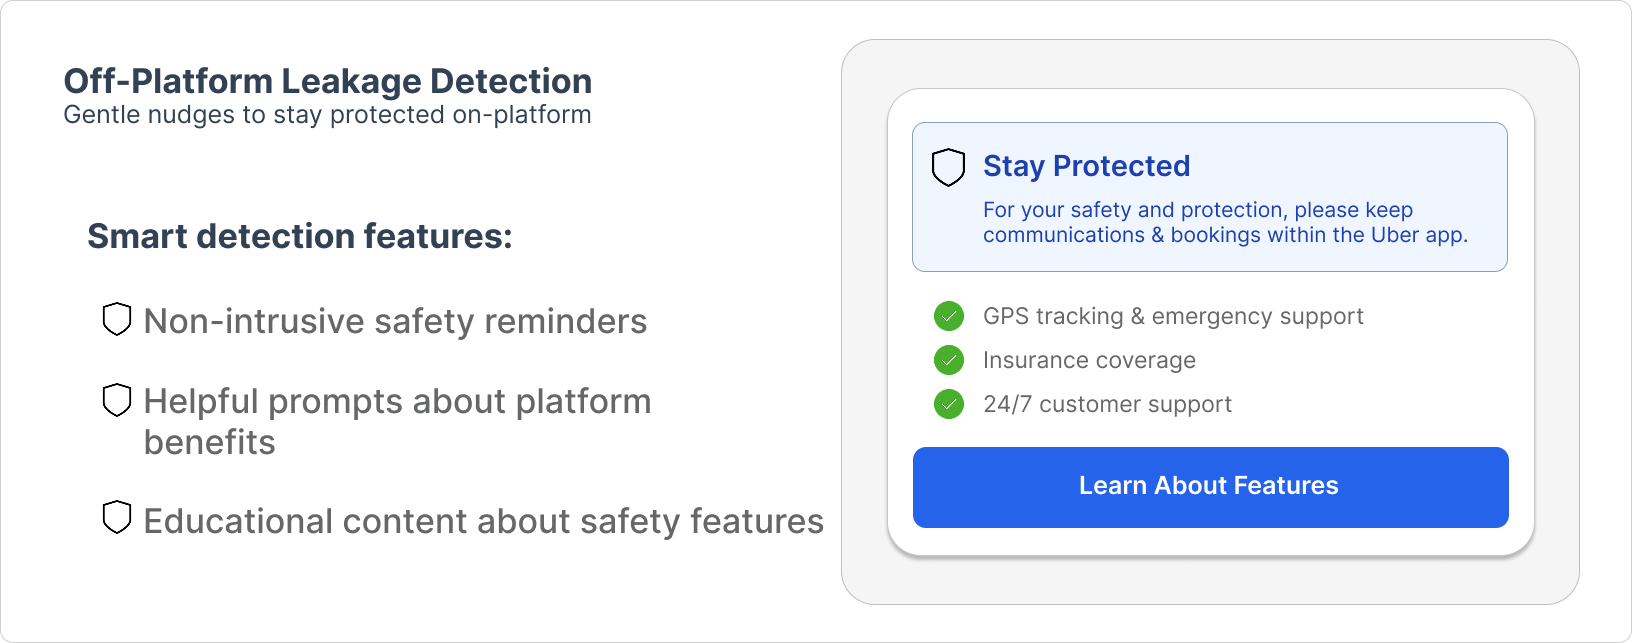 Off-Platform Leakage Detection
Gentle nudges to stay protected on-platform
Smart detection features:
Non-intrusive safety reminders
Helpful prompts about platform
benefits
Educational content about safety features
Stay Protected
For your safety and protection, please keep
communications & bookings within the Uber app.
GPS tracking & emergency support
Insurance coverage
24/7 customer support
Learn About Features